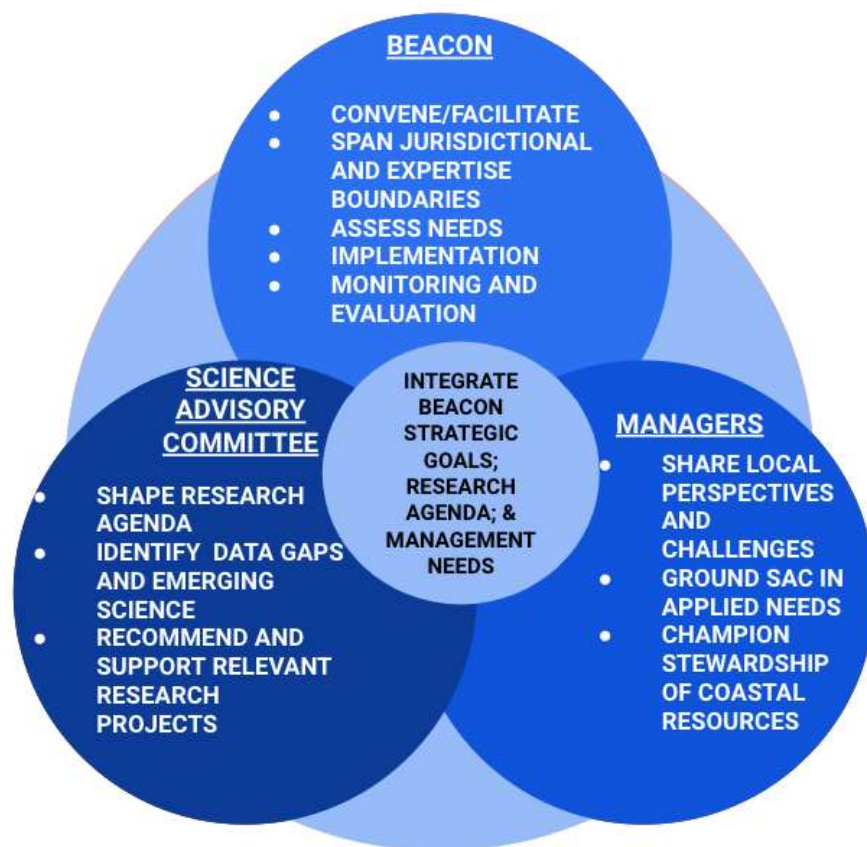 BEACON
● CONVENE/FACILITATE
● SPAN JURISDICTIONAL
AND EXPERTISE
BOUNDARIES
● ASSESS NEEDS
● IMPLEMENTATION
● MONITORING AND
EVALUATION
SCIENCE
ADVISORY
COMMITTEE
● SHAPE RESEARCH
AGENDA
● IDENTIFY DATA GAPS
AND EMERGING
SCIENCE
● RECOMMEND AND
SUPPORT RELEVANT
RESEARCH
PROJECTS
INTEGRATE
BEACON
STRATEGIC
GOALS;
RESEARCH
AGENDA; &
MANAGEMENT
NEEDS
MANAGERS
● SHARE LOCAL
PERSPECTIVES
AND
CHALLENGES
● GROUND SAC IN
APPLIED NEEDS
● CHAMPION
STEWARDSHIP
OF COASTAL
RESOURCES